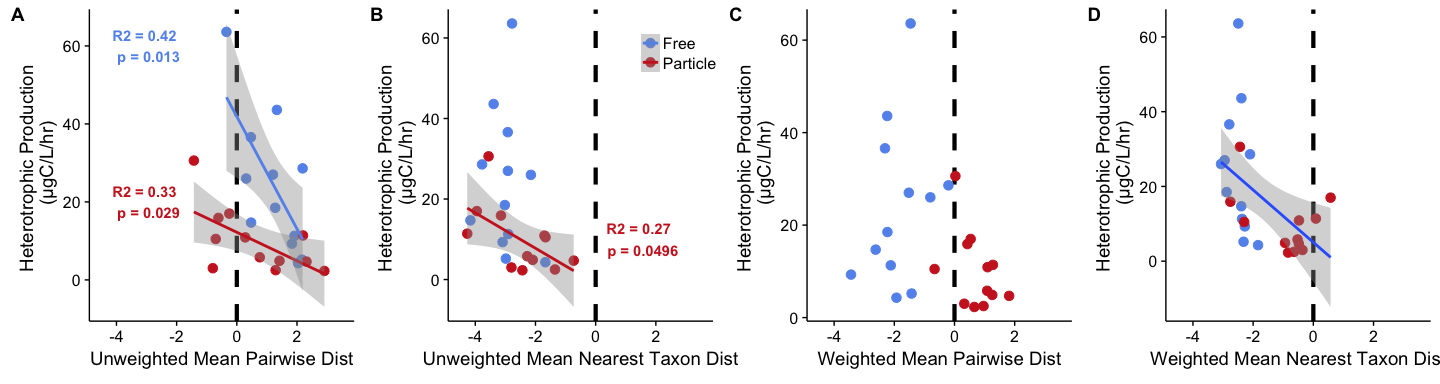 A
Heterotrophic Production
(µgC/L/hr)
60
40
20
0
R2 = 0.42
p = 0.013
R2 = 0.33
p = 0.029
-4
-2
0
2
Unweighted Mean Pairwise Dist
B
Heterotrophic Production
(µgC/L/hr)
60
40
20
0
Free
Particle
R2 = 0.27
p = 0.0496
-4
-2
0
2
Unweighted Mean Nearest Taxon Dist
C
Heterotrophic Production
(µgC/L/hr)
60
40
20
0
-4
-2
0
2
Weighted Mean Pairwise Dist
D
Heterotrophic Production
(µgC/L/hr)
60
40
20
0
-4
-2
0
2
Weighted Mean Nearest Taxon Dis